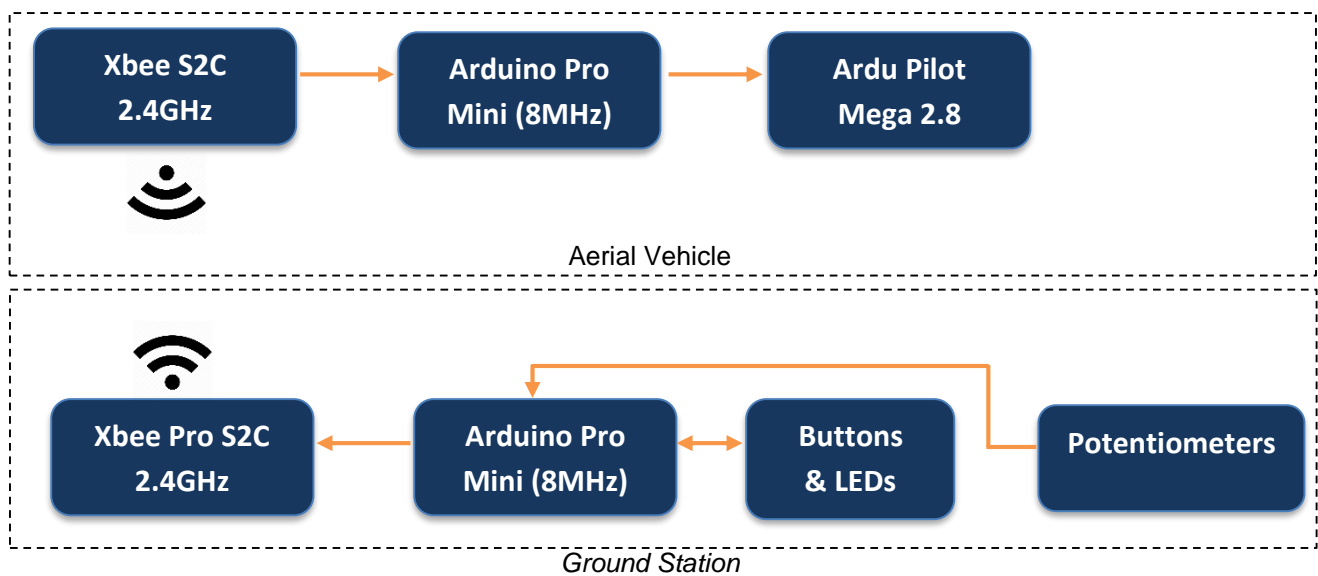 Xbee S2C
2.4GHz
Arduino Pro
Mini (8MHz)
Ardu Pilot
Mega 2.8
Aerial Vehicle
Xbee Pro S2C
2.4GHz
Arduino Pro
Mini (8MHz)
Buttons
& LEDs
Potentiometers
Ground Station